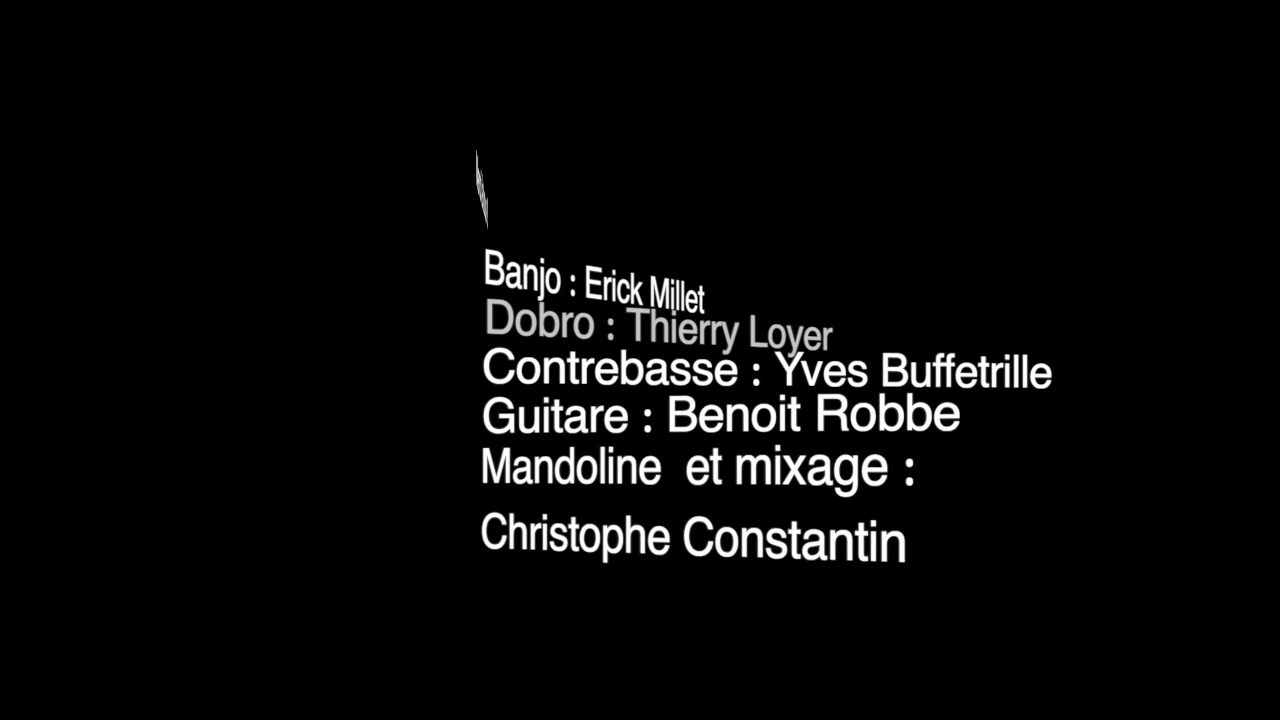 Banjo : Erick Millet
Dobro : Thierry Loyer
Contrebasse : Yves Buffetrille
Guitare : Benoit Robbe
Mandoline et mixage :
Christophe Constantin